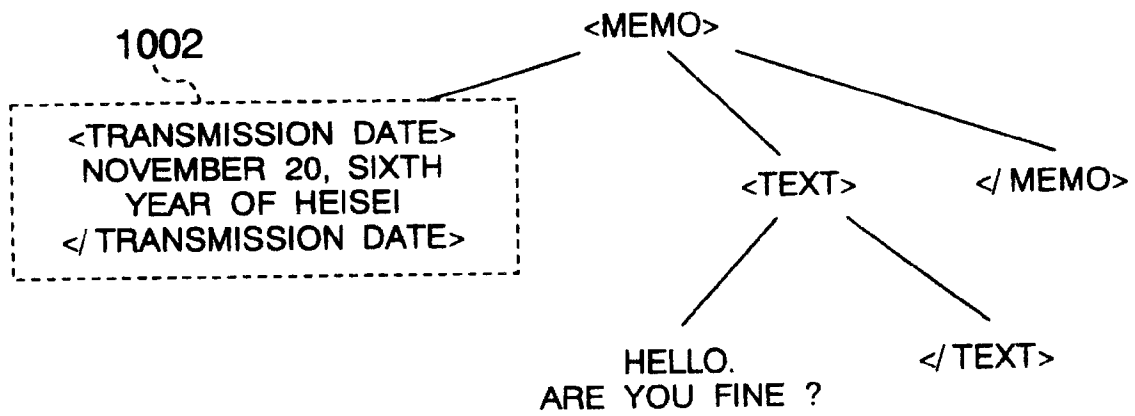 1002
<MEMO>
<TRANSMISSION DATE>
NOVEMBER 20, SIXTH
YEAR OF HEISEI
</ TRANSMISSION DATE>
<TEXT>
</ MEMO>
HELLO.
ARE YOU FINE ?
</ TEXT>